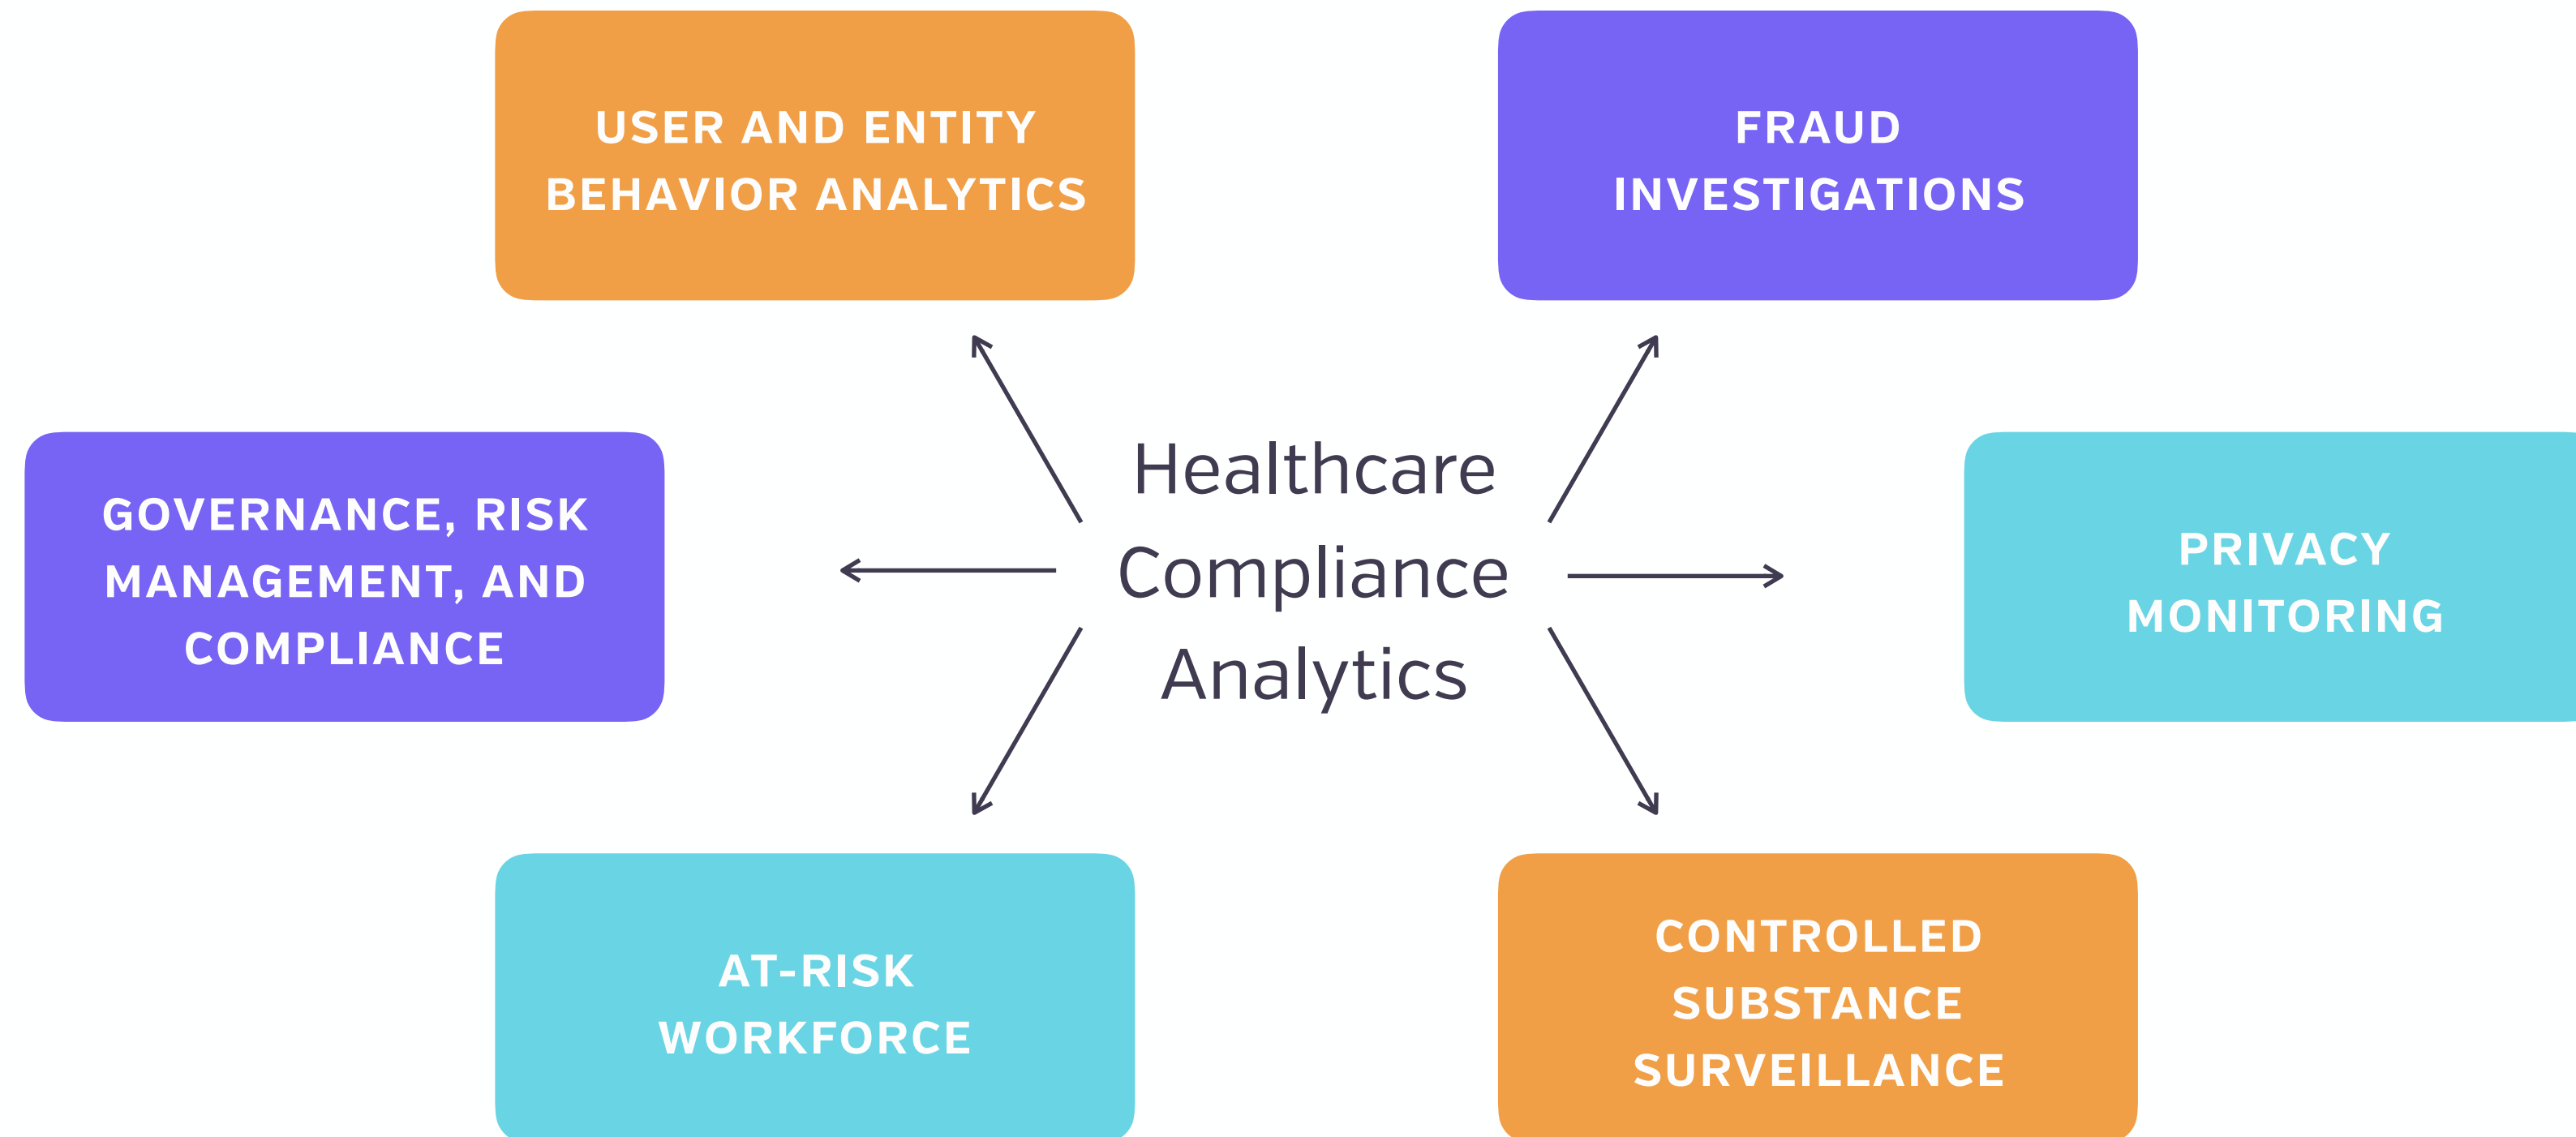 USER AND ENTITY
BEHAVIOR ANALYTICS
FRAUD
INVESTIGATIONS
GOVERNANCE, RISK
MANAGEMENT, AND
COMPLIANCE
Healthcare
Compliance
Analytics
PRIVACY
MONITORING
AT-RISK
WORKFORCE
CONTROLLED
SUBSTANCE
SURVEILLANCE